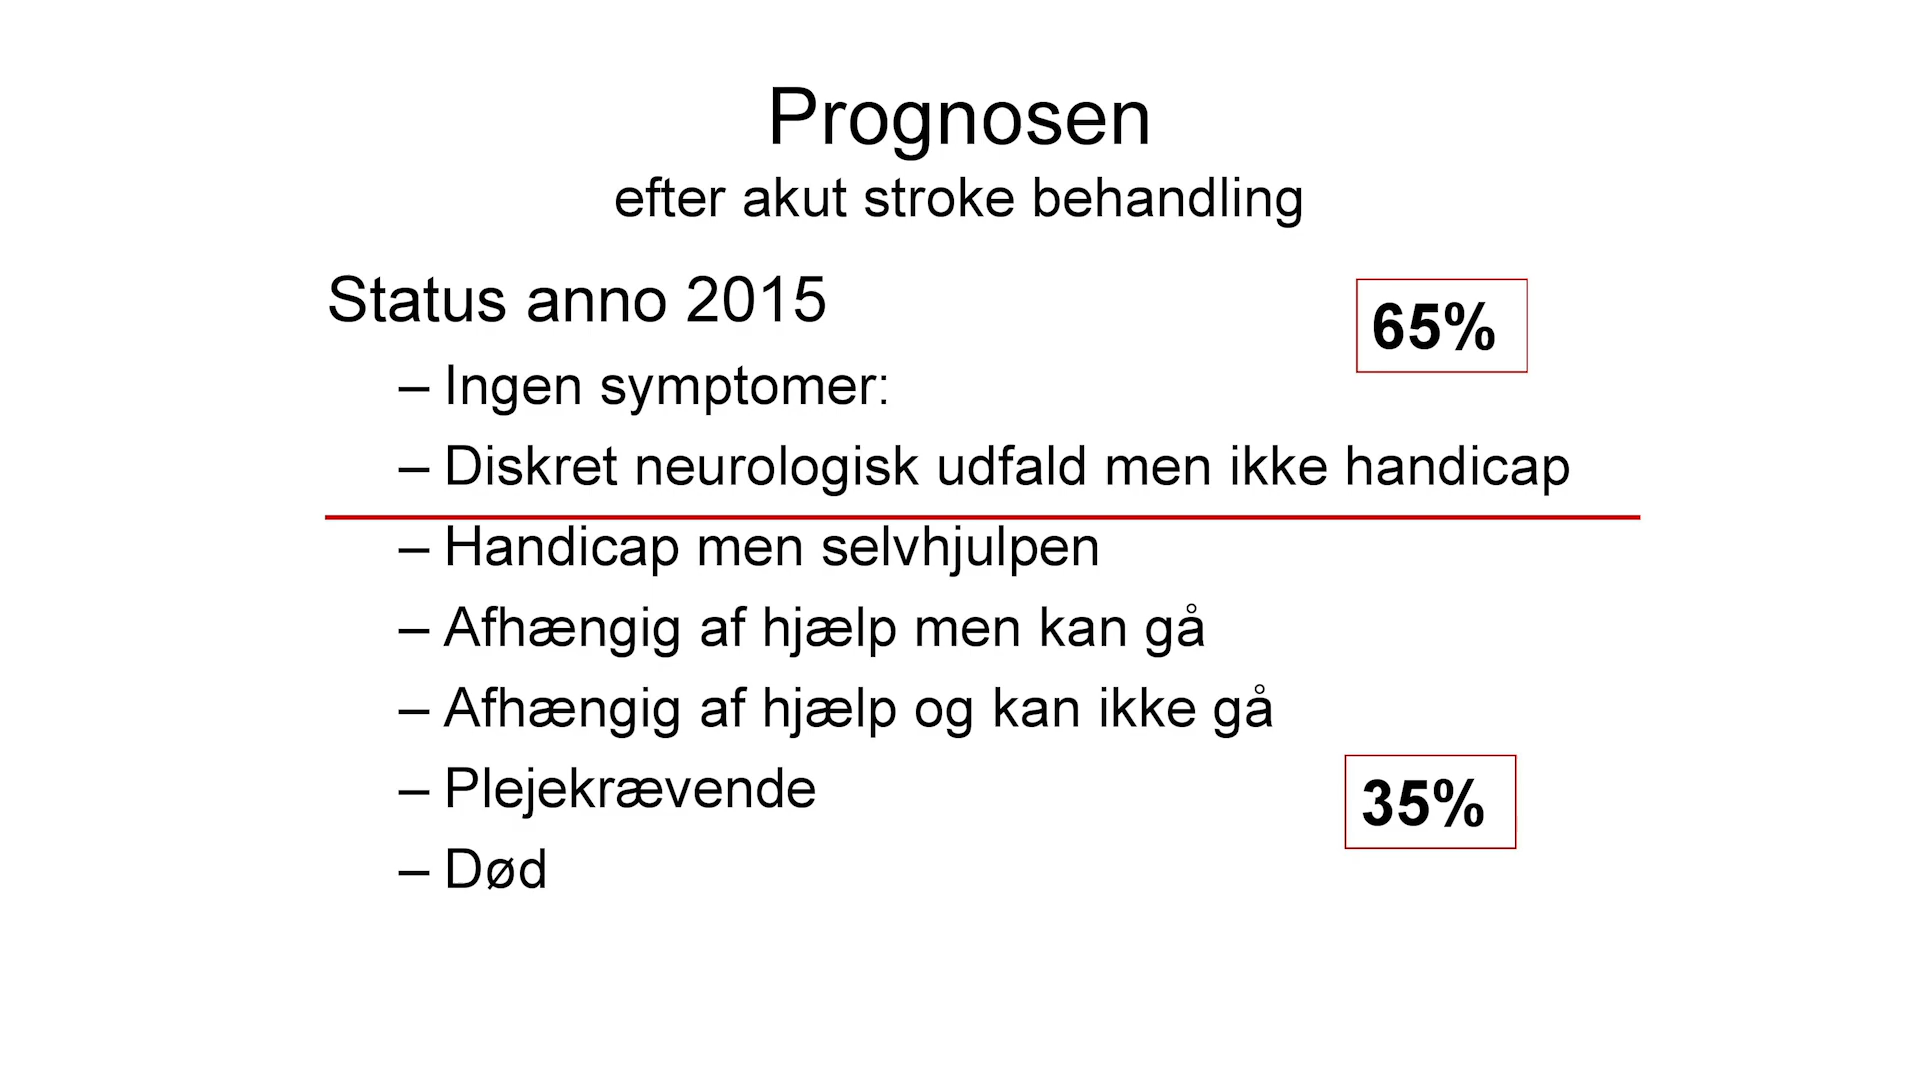 Prognosen
efter akut stroke behandling
Status anno 2015
65%
– Ingen symptomer:
– Diskret neurologisk udfald men ikke handicap
– Handicap men selvhjulpen
– Afhængig af hjælp men kan gå
– Afhængig af hjælp og kan ikke gå
– Plejekrævende
35%
– Død